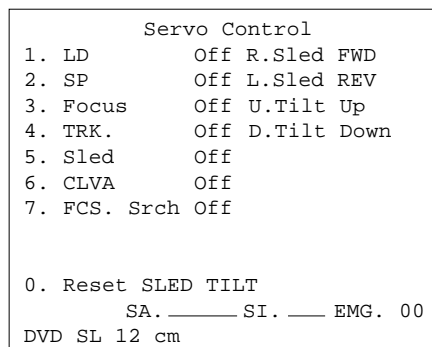 Servo Control
1. LD Off R.Sled FWD
2. SP Off L.Sled REV
3. Focus Off U.Tilt Up
4. TRK. Off D.Tilt Down
5. Sled Off
6. CLVA Off
7. FCS. Srch Off
0. Reset SLED TILT
SA. ______ SI. ___ EMG. 00
DVD SL 12 cm